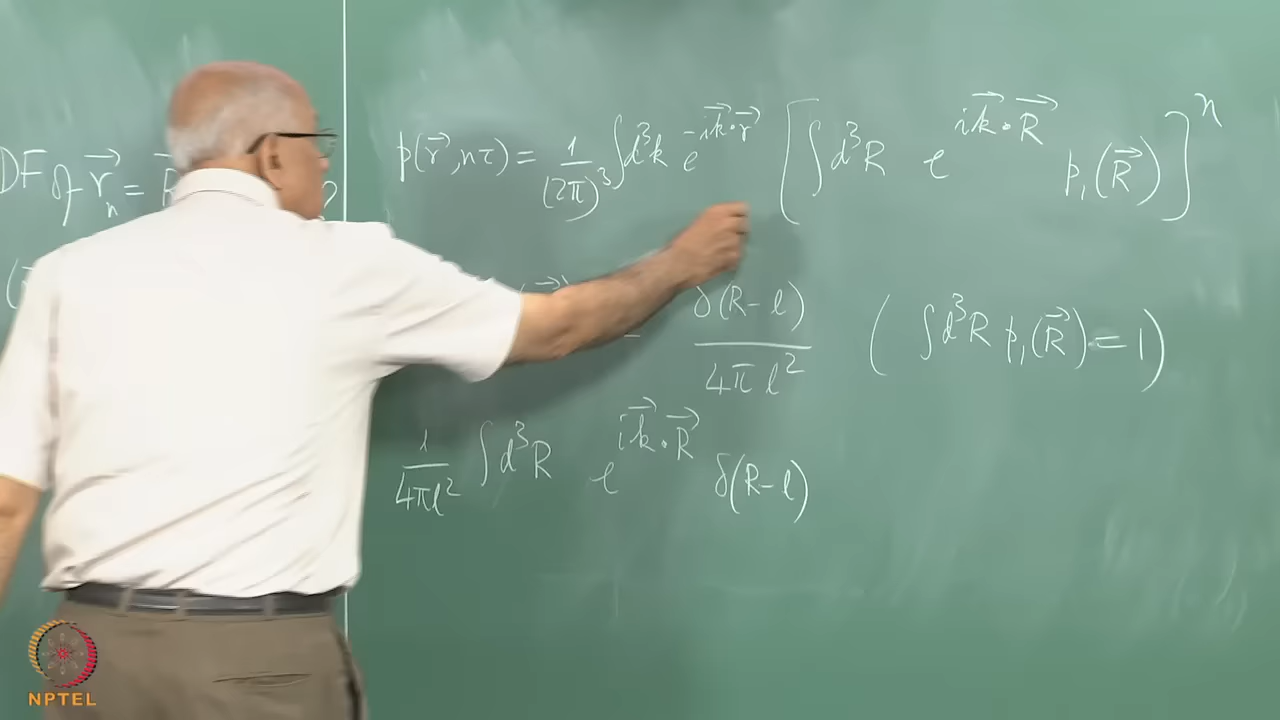 DF of r⃗ₙ = R ?
p(r⃗, nτ) = 1/(2π)³ ∫d³k e^{-ik⃗·r⃗} [∫d³R e^{ik⃗·R⃗} p₁(R⃗)]ⁿ
δ(R-l)/4πl² (∫d³R p₁(R⃗) = 1)
1/4πl² ∫d³R e^{ik⃗·R⃗} δ(R-l)
NPTEL